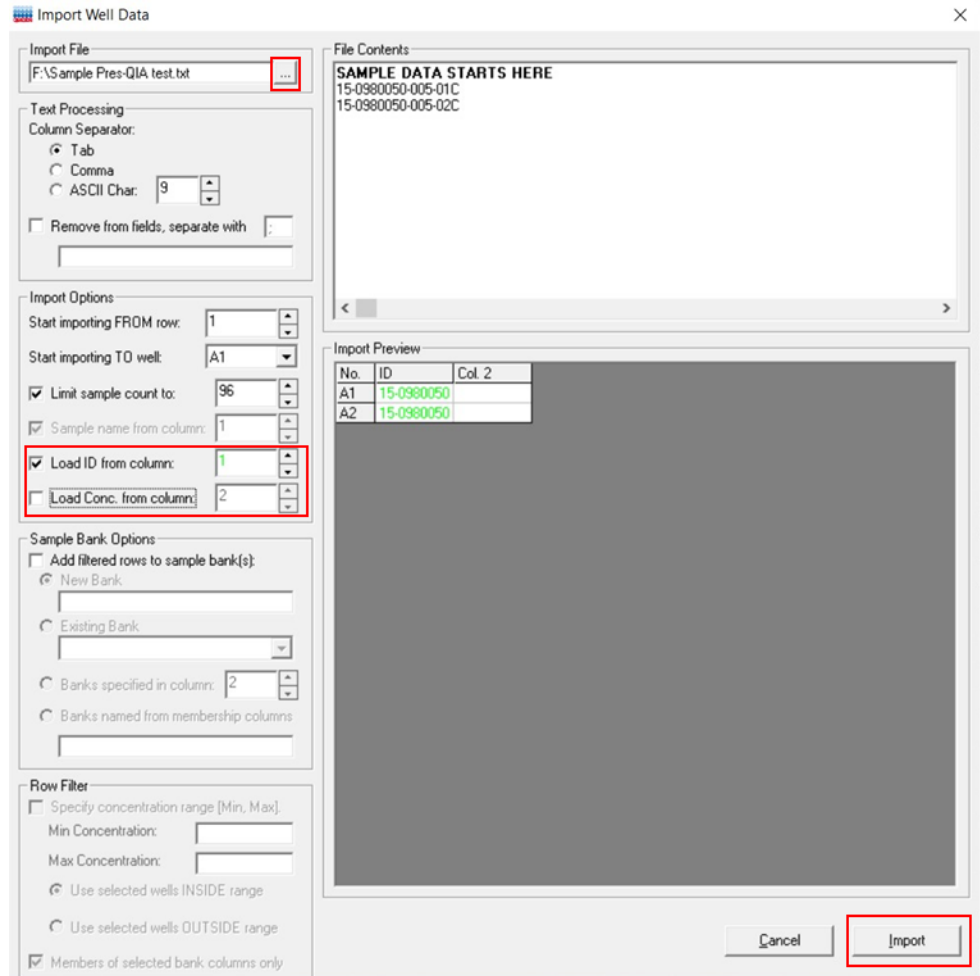 Import Well Data
Import File
F:\Sample Pres-QIA test.txt
...
Text Processing
Column Separator:
Tab
Comma
ASCII Char: 9
Remove from fields, separate with ;
Import Options
Start importing FROM row: 1
Start importing TO well: A1
Limit sample count to: 96
Sample name from column: 1
Load ID from column: 1
Load Conc. from column: 2
Sample Bank Options
Add filtered rows to sample bank(s):
New Bank
Existing Bank
Banks specified in column: 2
Banks named from membership columns
Row Filter
Specify concentration range [Min, Max].
Min Concentration:
Max Concentration:
Use selected wells INSIDE range
Use selected wells OUTSIDE range
Members of selected bank columns only
File Contents
SAMPLE DATA STARTS HERE
15-0980050-005-01C
15-0980050-005-02C
Import Preview
No. ID Col. 2
A1 15-0980050
A2 15-0980050
Cancel
Import